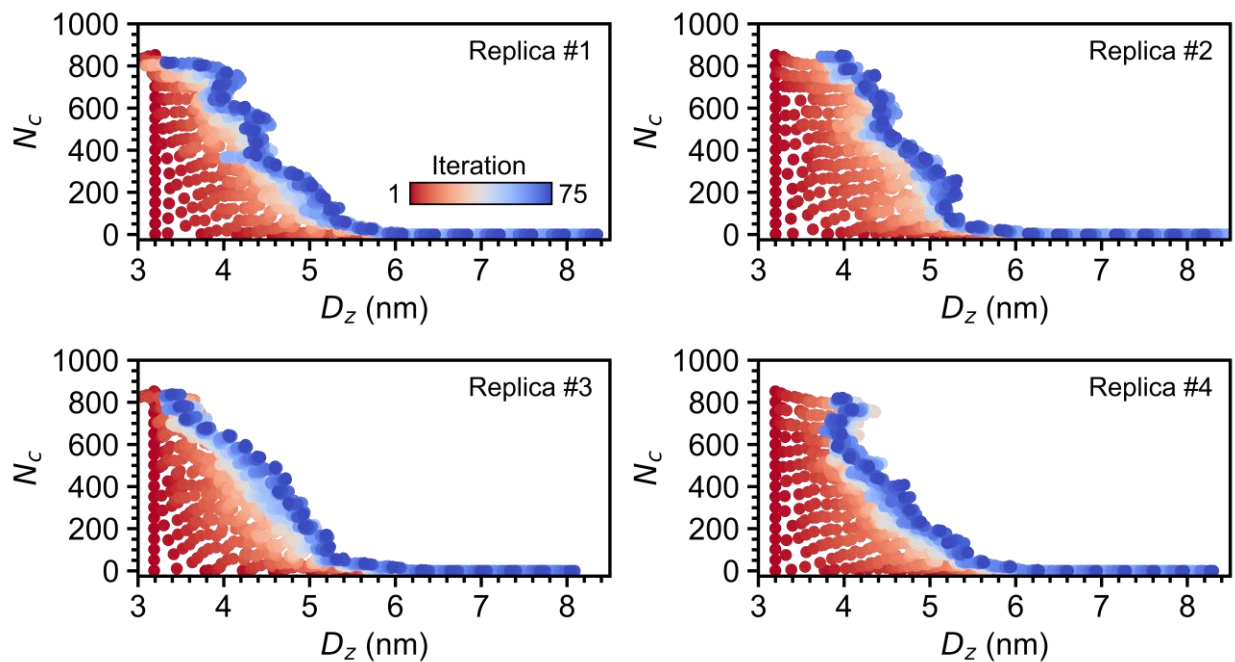 1000
800
600
400
200
0
N_c
Replica #1
Iteration
1
75
3 4 5 6 7 8
D_z (nm)
1000
800
600
400
200
0
N_c
Replica #2
3 4 5 6 7 8
D_z (nm)
1000
800
600
400
200
0
N_c
Replica #3
3 4 5 6 7 8
D_z (nm)
1000
800
600
400
200
0
N_c
Replica #4
3 4 5 6 7 8
D_z (nm)